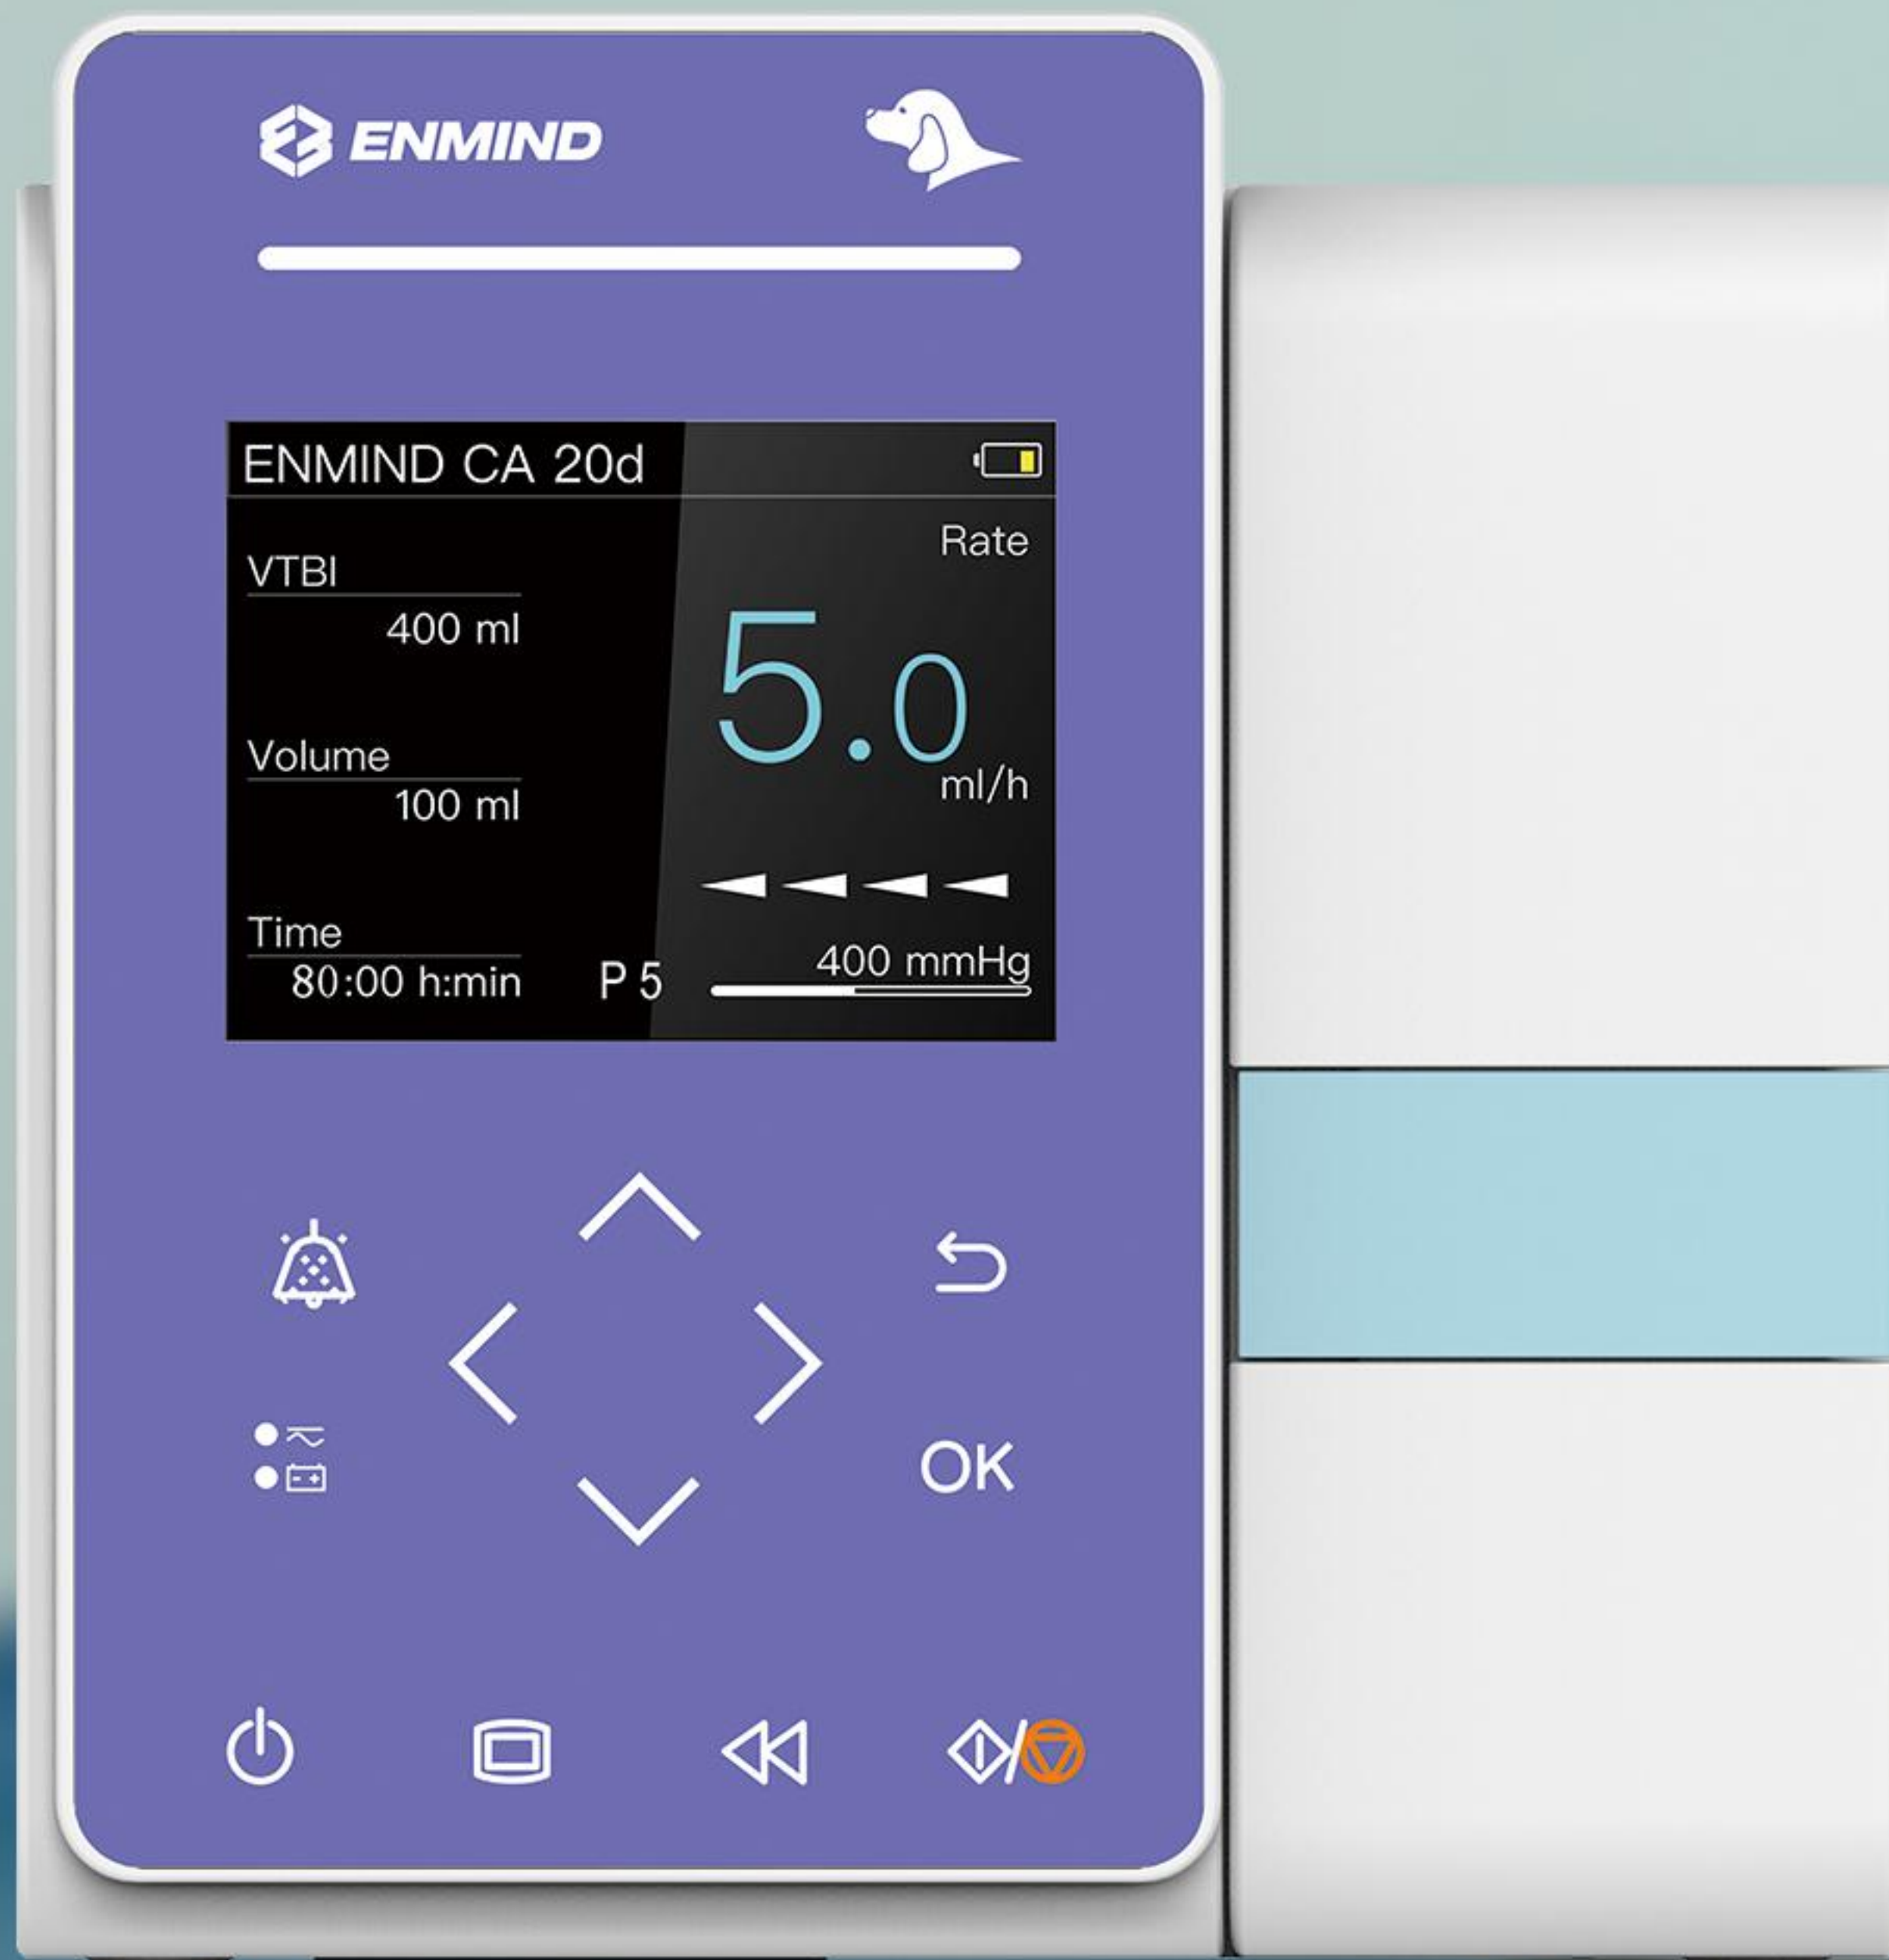 ENMIND
ENMIND CA 20d
Rate
VTBI
400 ml
5.0
ml/h
Volume
100 ml
Time
80:00 h:min
P 5
400 mmHg
OK